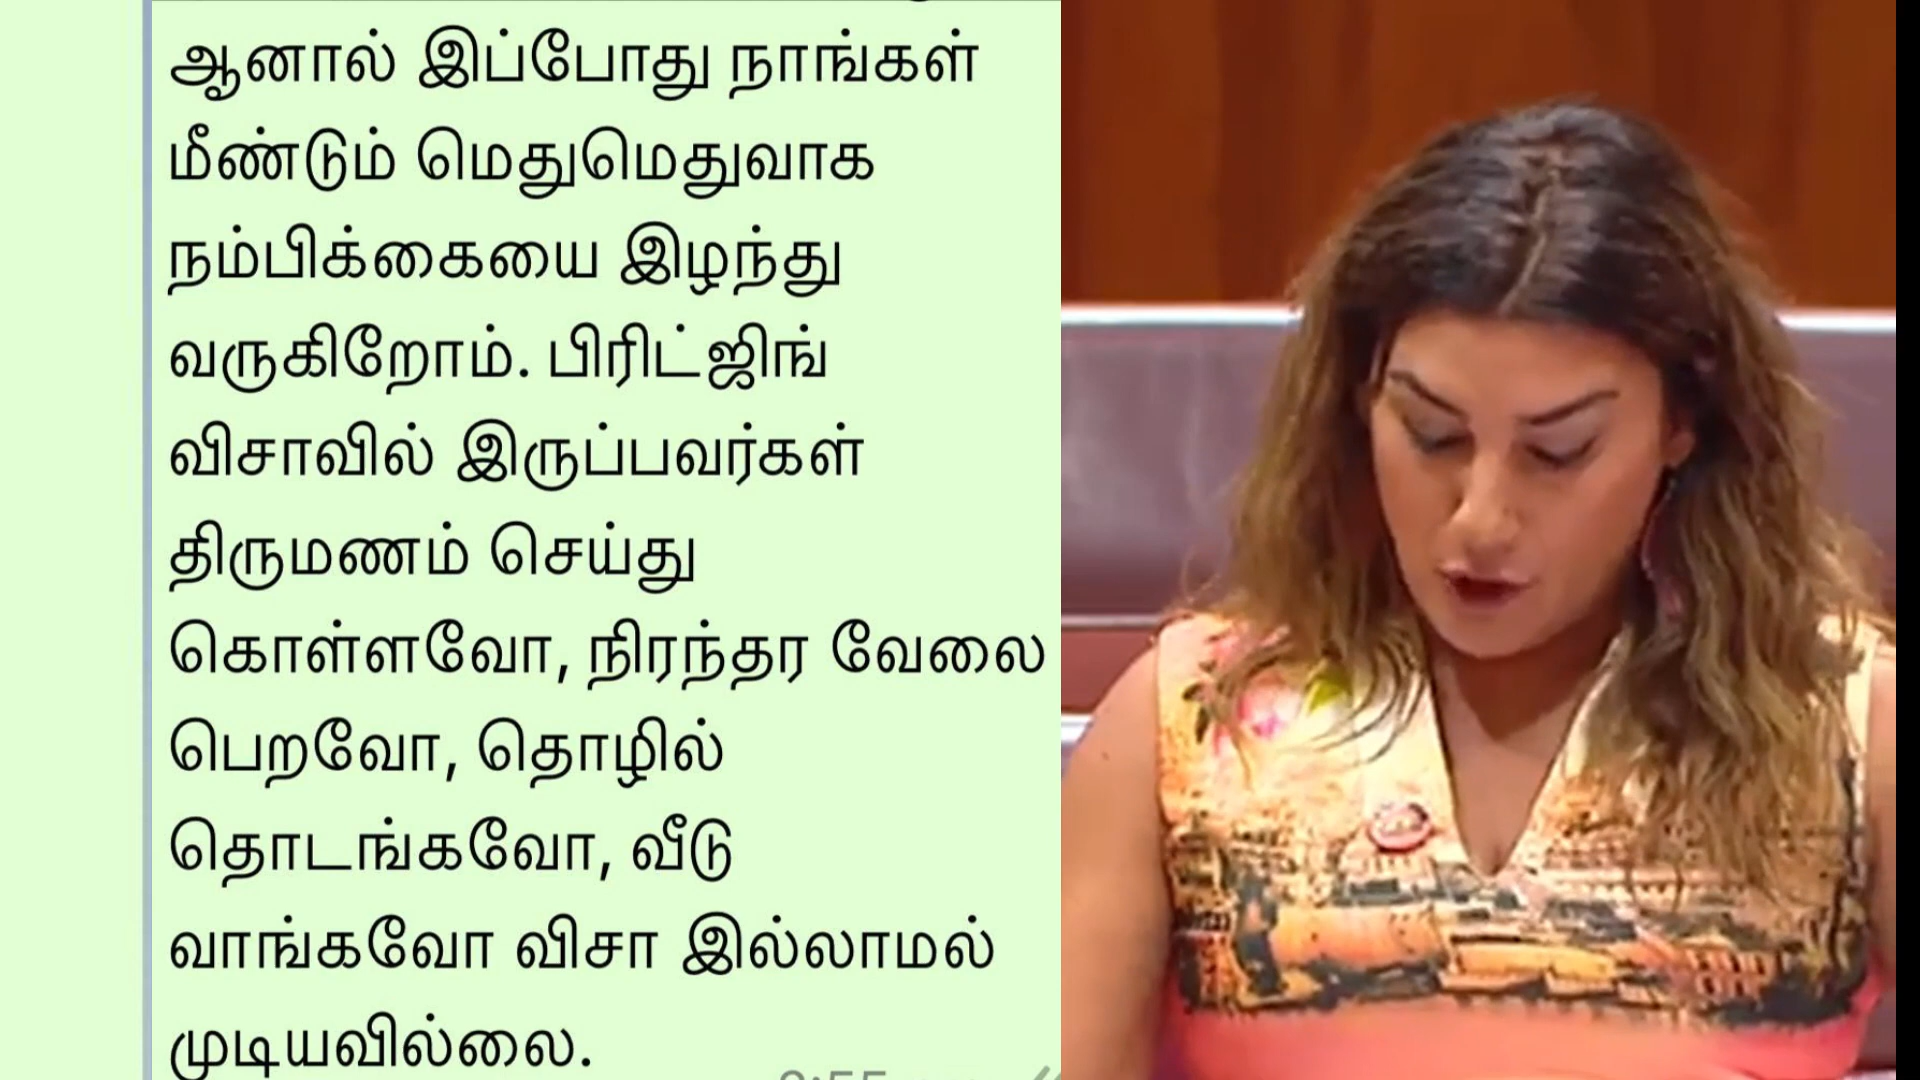 ஆனால் இப்போது நாங்கள்
மீண்டும் மெதுமெதுவாக
நம்பிக்கையை இழந்து
வருகிறோம். பிரிட்ஜிங்
விசாவில் இருப்பவர்கள்
திருமணம் செய்து
கொள்ளவோ, நிரந்தர வேலை
பெறவோ, தொழில்
தொடங்கவோ, வீடு
வாங்கவோ விசா இல்லாமல்
முடியவில்லை.